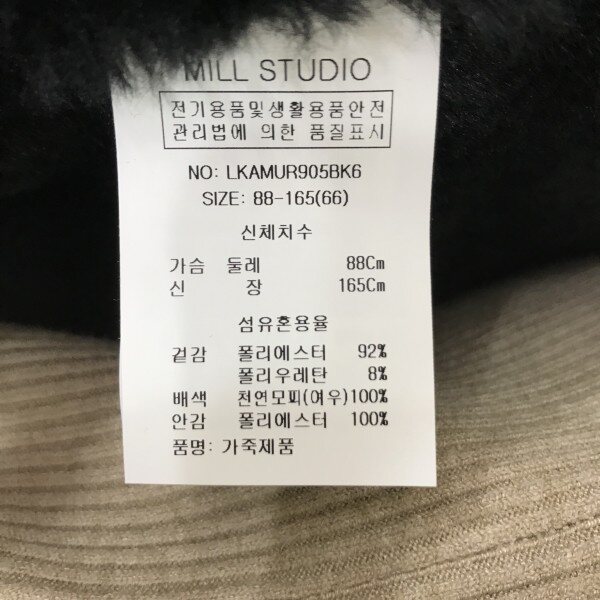 MILL STUDIO
전기용품및생활용품안전
관리법에 의한 품질표시
NO: LKAMUR905BK6
SIZE: 88-165(66)
신체치수
가슴 둘레 88Cm
신 장 165Cm
섬유혼용율
겉감 폴리에스터 92%
폴리우레탄 8%
배색 천연모피(여우)100%
안감 폴리에스터 100%
품명: 가죽제품